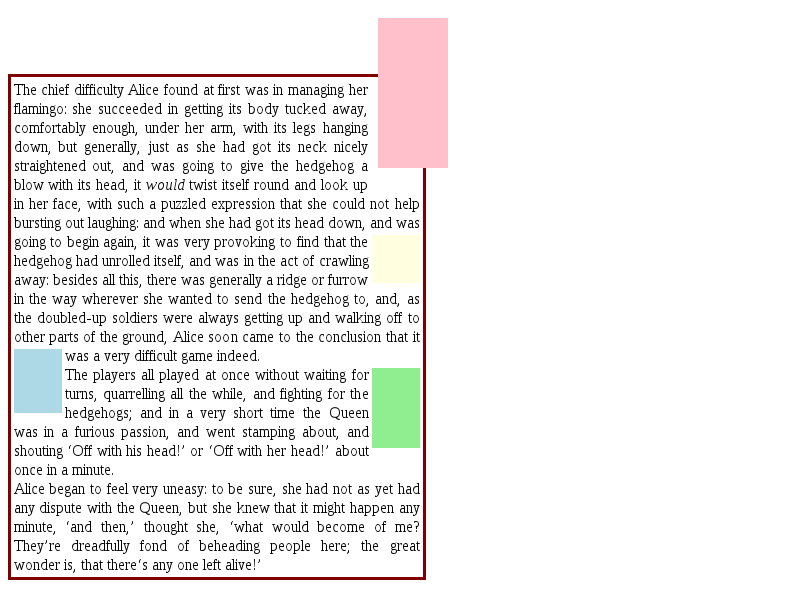 The chief difficulty Alice found at first was in managing her
flamingo: she succeeded in getting its body tucked away,
comfortably enough, under her arm, with its legs hanging
down, but generally, just as she had got its neck nicely
straightened out, and was going to give the hedgehog a
blow with its head, it would twist itself round and look up
in her face, with such a puzzled expression that she could not help
bursting out laughing: and when she had got its head down, and was
going to begin again, it was very provoking to find that the
hedgehog had unrolled itself, and was in the act of crawling
away: besides all this, there was generally a ridge or furrow
in the way wherever she wanted to send the hedgehog to, and, as
the doubled-up soldiers were always getting up and walking off to
other parts of the ground, Alice soon came to the conclusion that it
was a very difficult game indeed.
The players all played at once without waiting for
turns, quarrelling all the while, and fighting for the
hedgehogs; and in a very short time the Queen
was in a furious passion, and went stamping about, and
shouting ‘Off with his head!’ or ‘Off with her head!’ about
once in a minute.
Alice began to feel very uneasy: to be sure, she had not as yet had
any dispute with the Queen, but she knew that it might happen any
minute, ‘and then,’ thought she, ‘what would become of me?
They’re dreadfully fond of beheading people here; the great
wonder is, that there‘s any one left alive!’